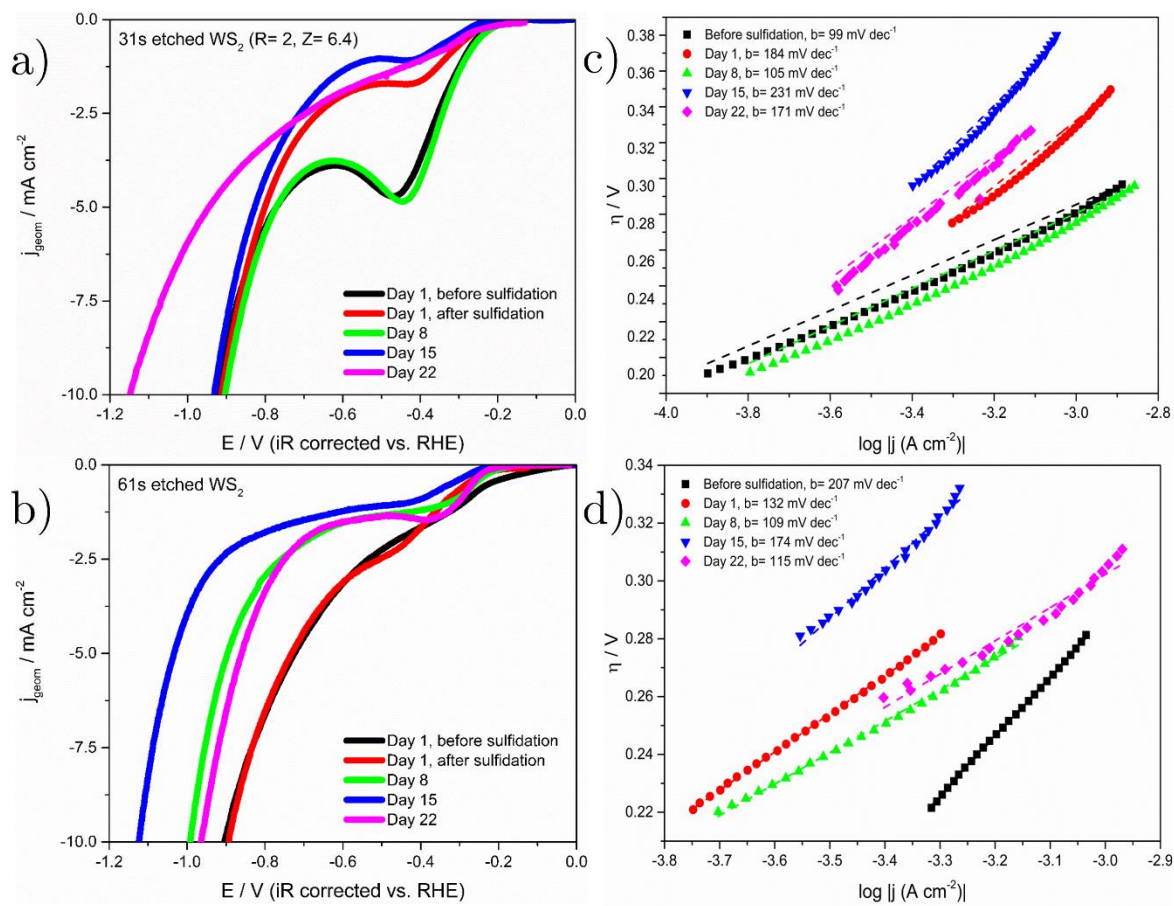 a)
31s etched WS₂ (R= 2, Z= 6.4)
0.0
-2.5
-5.0
-7.5
-10.0
j_geom / mA cm⁻²
Day 1, before sulfidation
Day 1, after sulfidation
Day 8
Day 15
Day 22
-1.2 -1.0 -0.8 -0.6 -0.4 -0.2 0.0
E / V (iR corrected vs. RHE)
c)
Before sulfidation, b= 99 mV dec⁻¹
Day 1, b= 184 mV dec⁻¹
Day 8, b= 105 mV dec⁻¹
Day 15, b= 231 mV dec⁻¹
Day 22, b= 171 mV dec⁻¹
0.38
0.36
0.34
0.32
0.30
0.28
0.26
0.24
0.22
0.20
η / V
-4.0 -3.8 -3.6 -3.4 -3.2 -3.0 -2.8
log |j (A cm⁻²)|
b)
61s etched WS₂
0.0
-2.5
-5.0
-7.5
-10.0
j_geom / mA cm⁻²
Day 1, before sulfidation
Day 1, after sulfidation
Day 8
Day 15
Day 22
-1.2 -1.0 -0.8 -0.6 -0.4 -0.2 0.0
E / V (iR corrected vs. RHE)
d)
Before sulfidation, b= 207 mV dec⁻¹
Day 1, b= 132 mV dec⁻¹
Day 8, b= 109 mV dec⁻¹
Day 15, b= 174 mV dec⁻¹
Day 22, b= 115 mV dec⁻¹
0.34
0.32
0.30
0.28
0.26
0.24
0.22
η / V
-3.8 -3.7 -3.6 -3.5 -3.4 -3.3 -3.2 -3.1 -3.0 -2.9
log |j (A cm⁻²)|